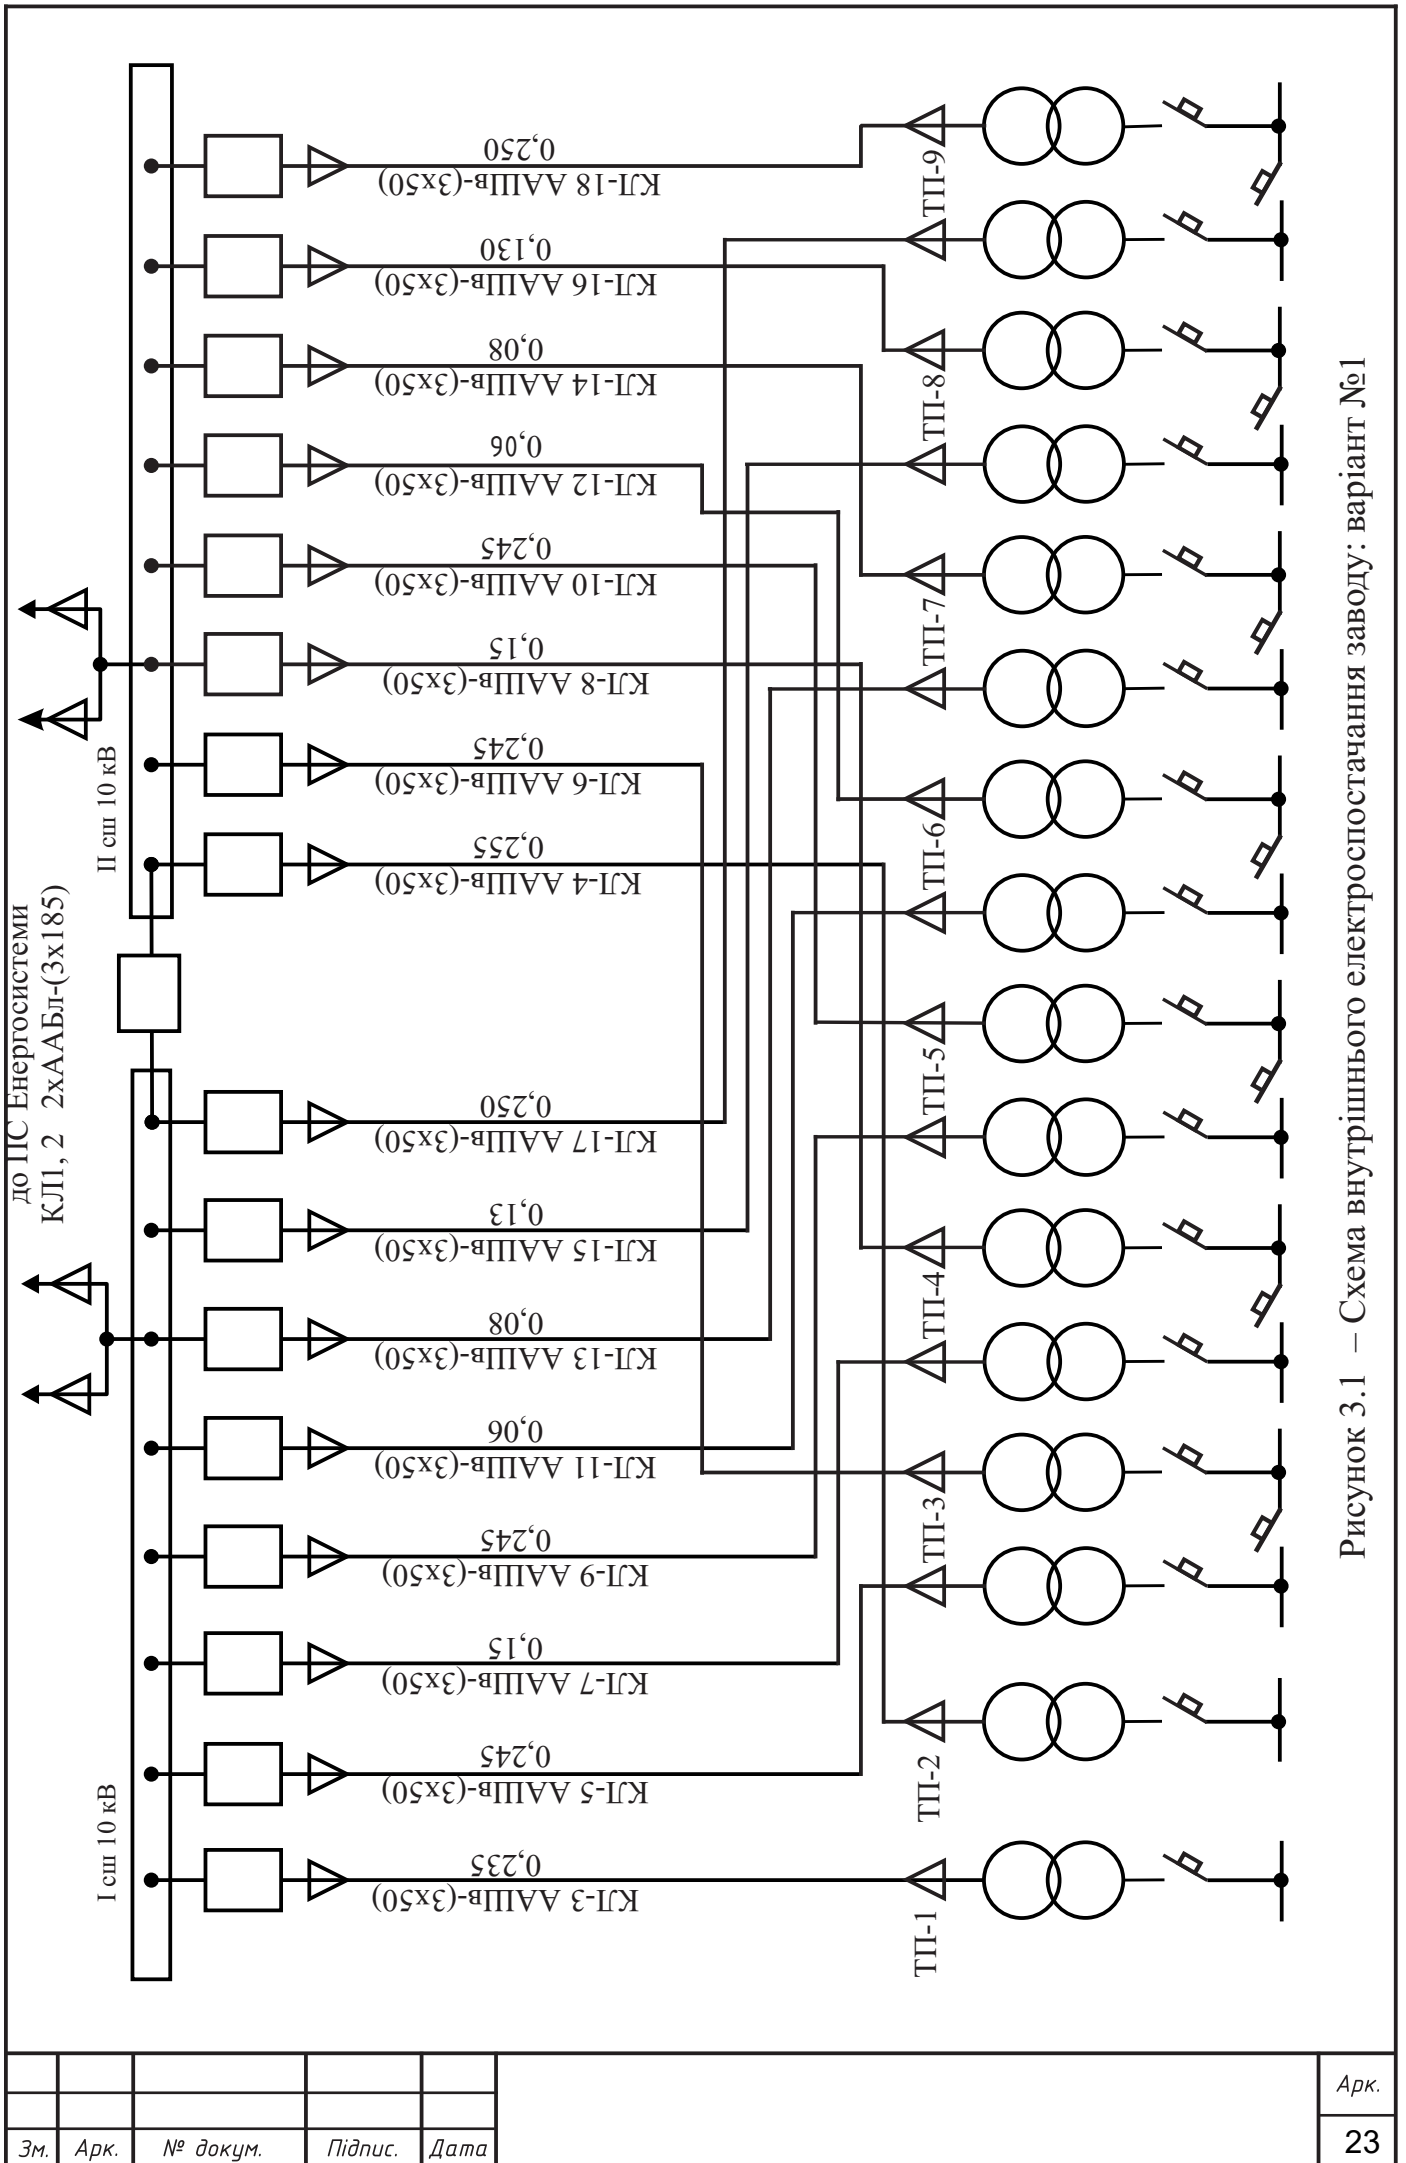 до ПС Енергосистеми
КЛ1, 2 2хААБл-(3х185)
II сш 10 кВ
I сш 10 кВ
КЛ-18 ААШв-(3х50)
0,250
КЛ-16 ААШв-(3х50)
0,130
КЛ-14 ААШв-(3х50)
0,08
КЛ-12 ААШв-(3х50)
0,06
КЛ-10 ААШв-(3х50)
0,245
КЛ-8 ААШв-(3х50)
0,15
КЛ-6 ААШв-(3х50)
0,245
КЛ-4 ААШв-(3х50)
0,255
КЛ-17 ААШв-(3х50)
0,250
КЛ-15 ААШв-(3х50)
0,13
КЛ-13 ААШв-(3х50)
0,08
КЛ-11 ААШв-(3х50)
0,06
КЛ-9 ААШв-(3х50)
0,245
КЛ-7 ААШв-(3х50)
0,15
КЛ-5 ААШв-(3х50)
0,245
КЛ-3 ААШв-(3х50)
0,235
ТП-9
ТП-8
ТП-7
ТП-6
ТП-5
ТП-4
ТП-3
ТП-2
ТП-1
Рисунок 3.1 – Схема внутрішнього електроспостачання заводу: варіант №1
Зм. Арк. № докум. Підпис. Дата
Арк.
23